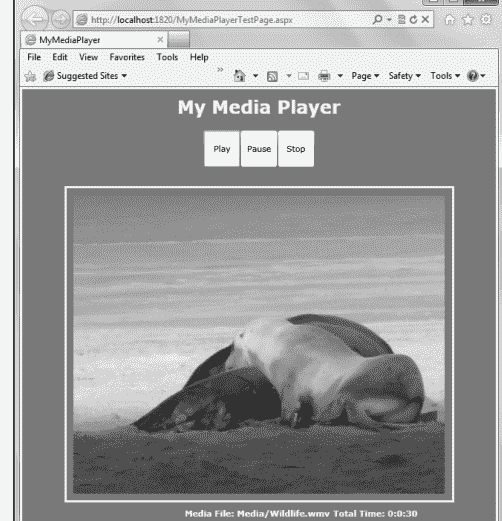 http://localhost:1820/MyMediaPlayerTestPage.aspx
MyMediaPlayer
File Edit View Favorites Tools Help
Suggested Sites Page Safety Tools
My Media Player
Play Pause Stop
Media File: Media/Wildlife.wmv Total Time: 0:0:30